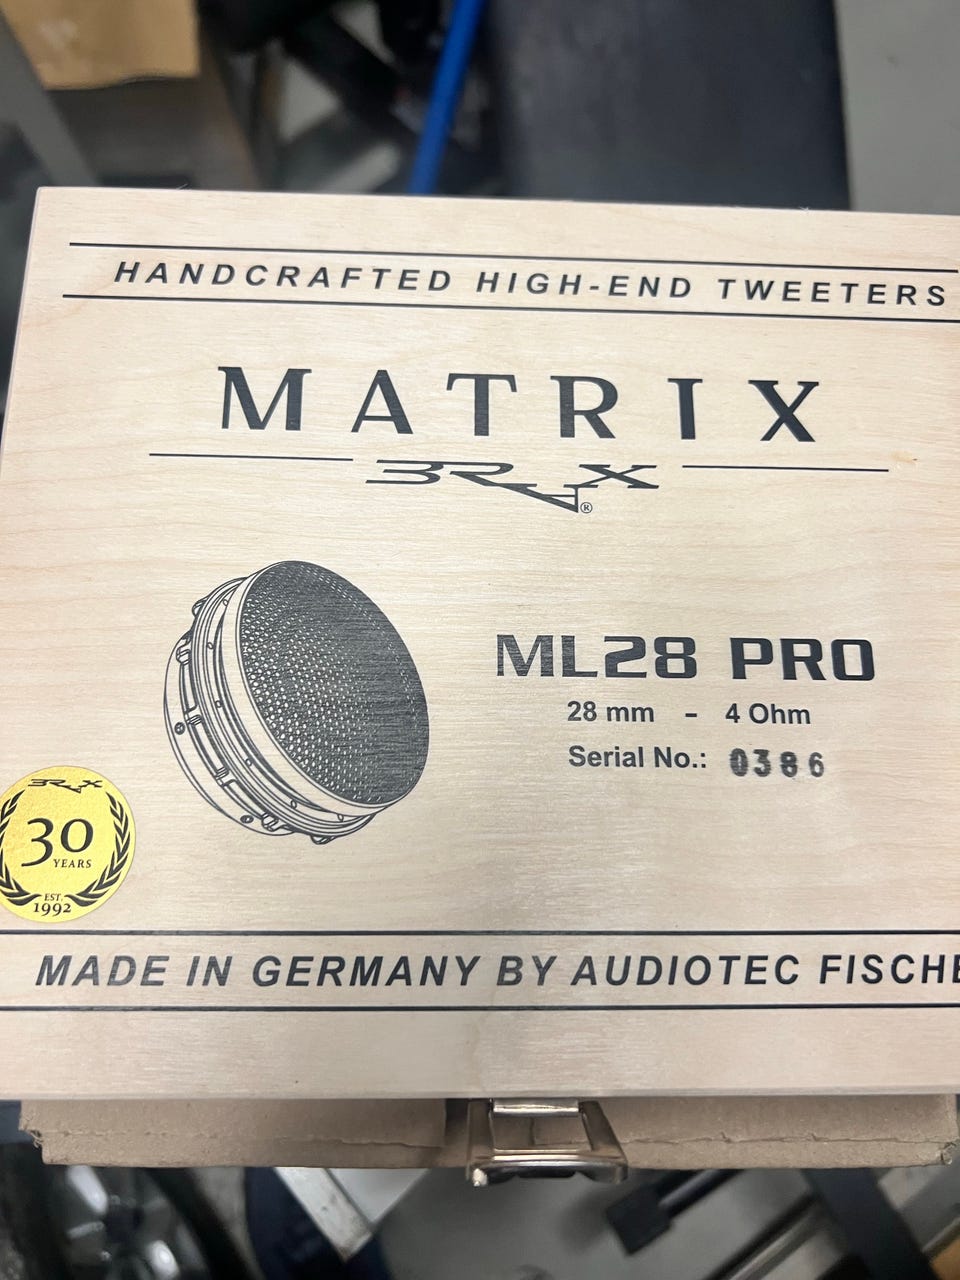 HANDCRAFTED HIGH-END TWEETERS
MATRIX
BRAX®
ML28 PRO
28 mm - 4 Ohm
Serial No.: 0386
BRAX
30
YEARS
EST.
1992
MADE IN GERMANY BY AUDIOTEC FISCHE